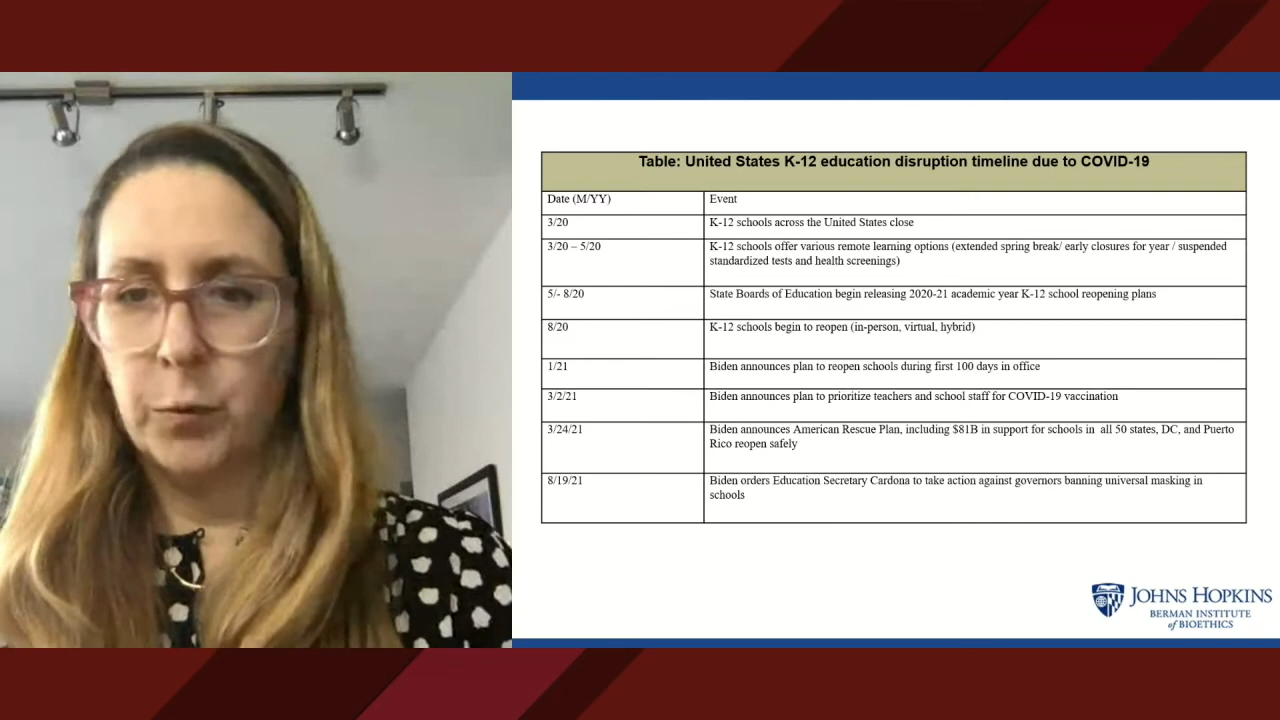 Table: United States K-12 education disruption timeline due to COVID-19
Date (M/YY) Event
3/20 K-12 schools across the United States close
3/20 – 5/20 K-12 schools offer various remote learning options (extended spring break/ early closures for year / suspended
standardized tests and health screenings)
5/- 8/20 State Boards of Education begin releasing 2020-21 academic year K-12 school reopening plans
8/20 K-12 schools begin to reopen (in-person, virtual, hybrid)
1/21 Biden announces plan to reopen schools during first 100 days in office
3/2/21 Biden announces plan to prioritize teachers and school staff for COVID-19 vaccination
3/24/21 Biden announces American Rescue Plan, including $81B in support for schools in all 50 states, DC, and Puerto
Rico reopen safely
8/19/21 Biden orders Education Secretary Cardona to take action against governors banning universal masking in
schools
JOHNS HOPKINS
BERMAN INSTITUTE
of BIOETHICS